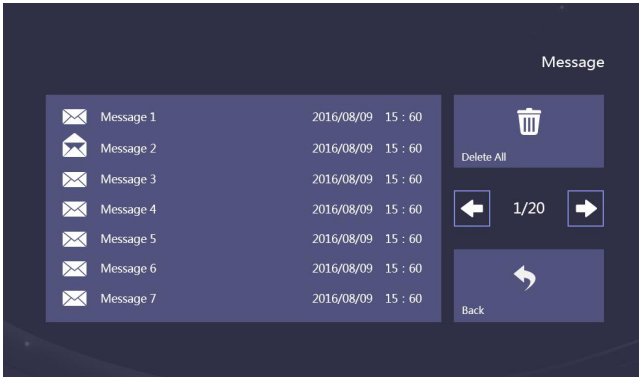 Message
Message 1 2016/08/09 15 : 60
Message 2 2016/08/09 15 : 60
Message 3 2016/08/09 15 : 60
Message 4 2016/08/09 15 : 60
Message 5 2016/08/09 15 : 60
Message 6 2016/08/09 15 : 60
Message 7 2016/08/09 15 : 60
Delete All
1/20
Back